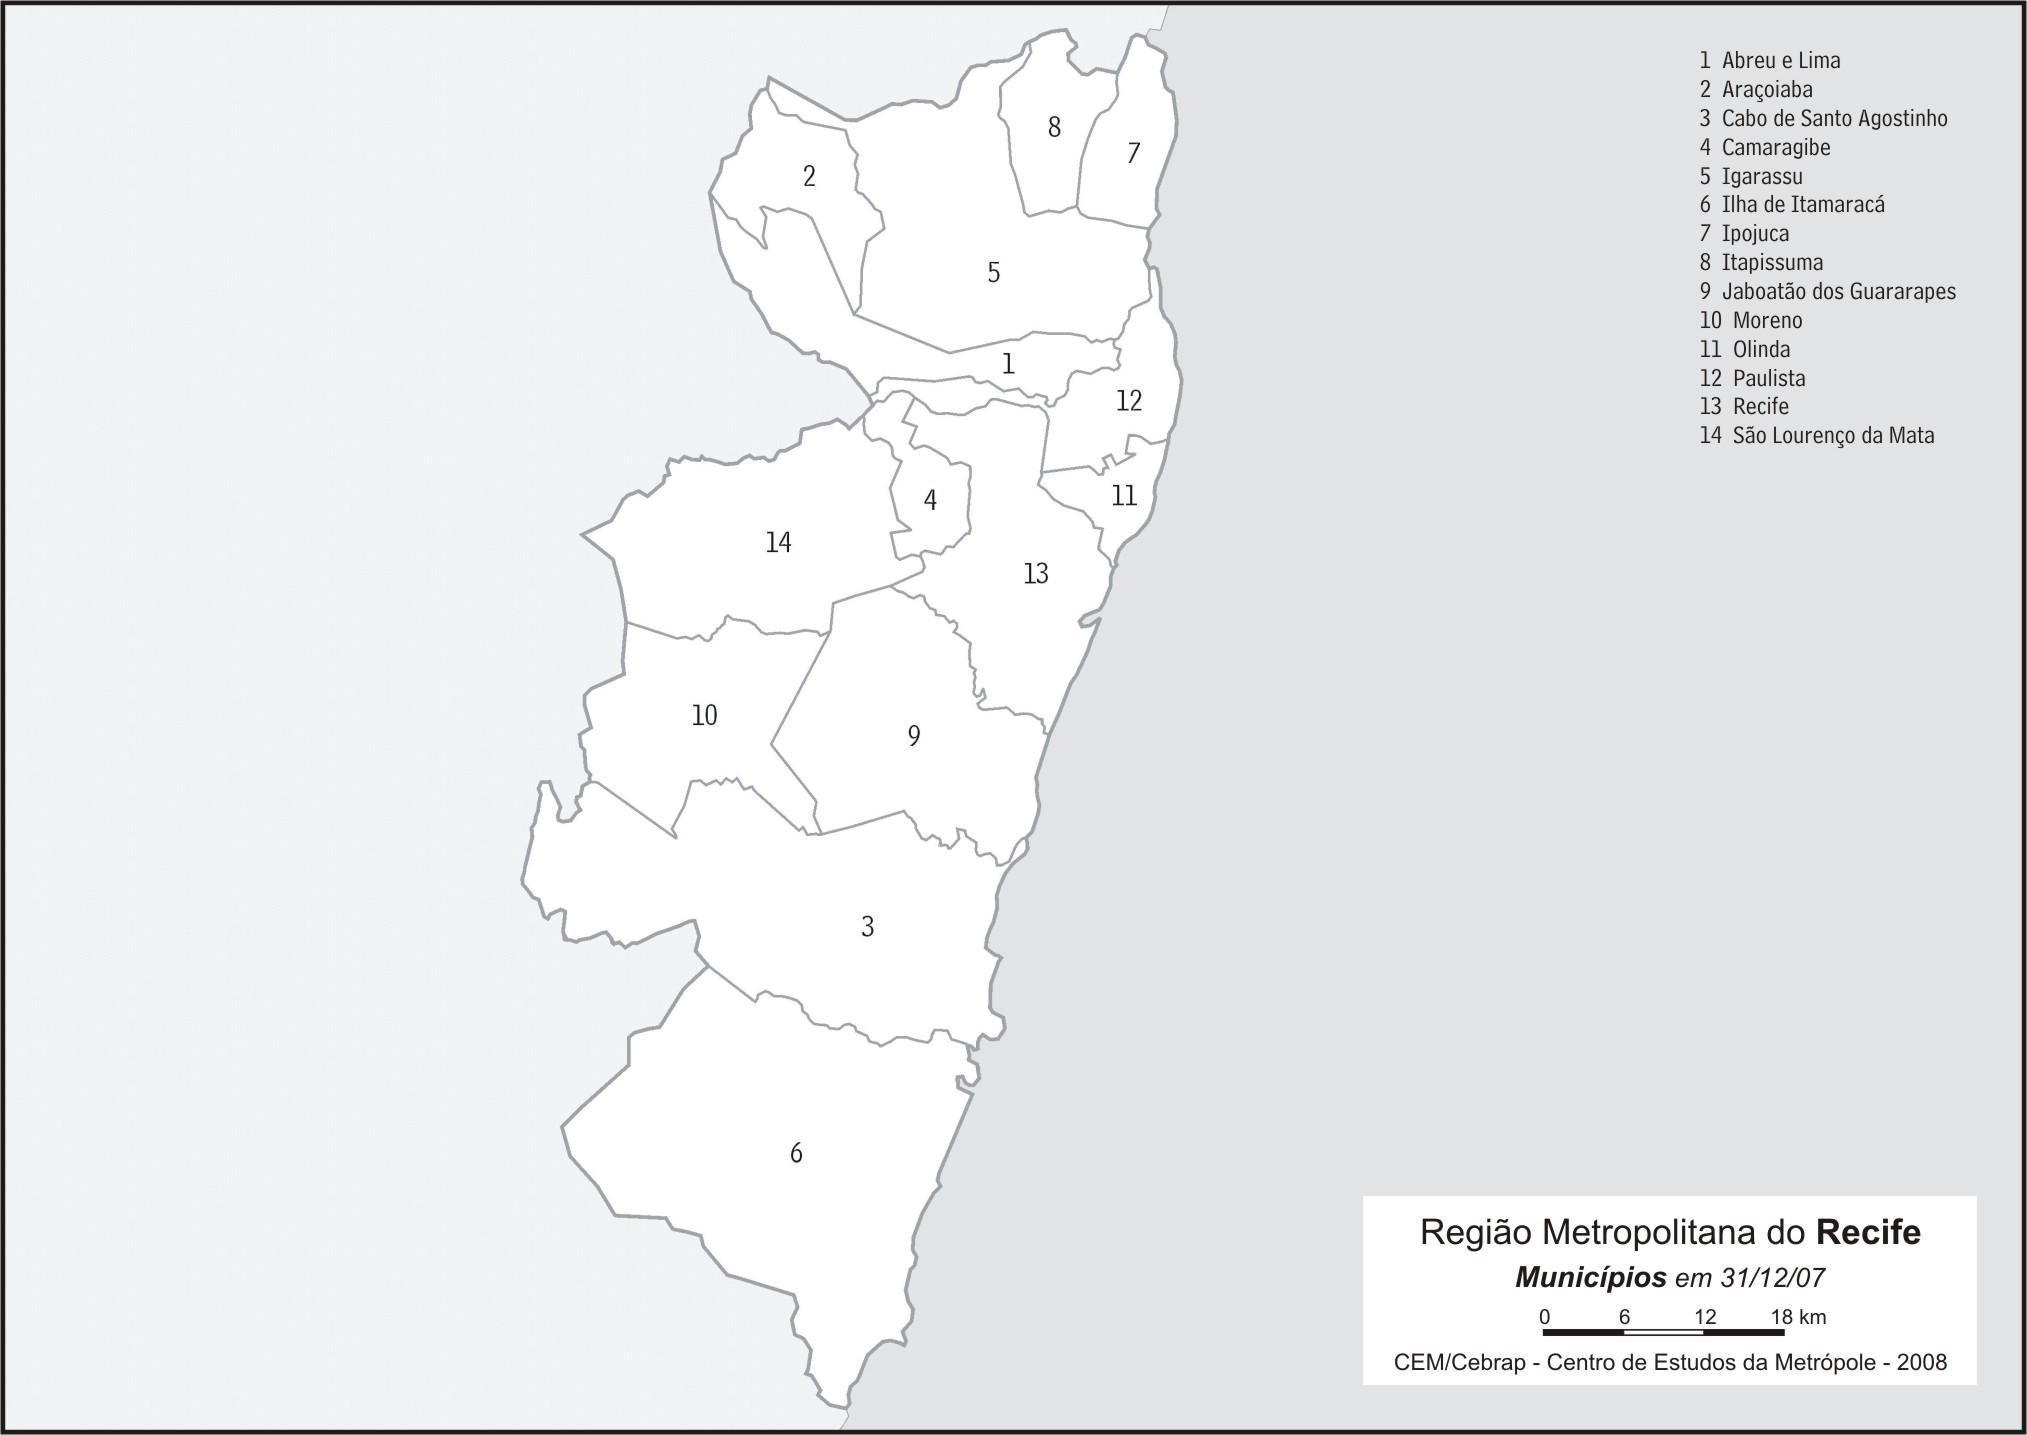 1 Abreu e Lima
2 Araçoiaba
3 Cabo de Santo Agostinho
4 Camaragibe
5 Igarassu
6 Ilha de Itamaracá
7 Ipojuca
8 Itapissuma
9 Jaboatão dos Guararapes
10 Moreno
11 Olinda
12 Paulista
13 Recife
14 São Lourenço da Mata
8
7
2
5
1
12
11
4
14
13
10
9
3
6
Região Metropolitana do Recife
Municípios em 31/12/07
0 6 12 18 km
CEM/Cebrap - Centro de Estudos da Metrópole - 2008